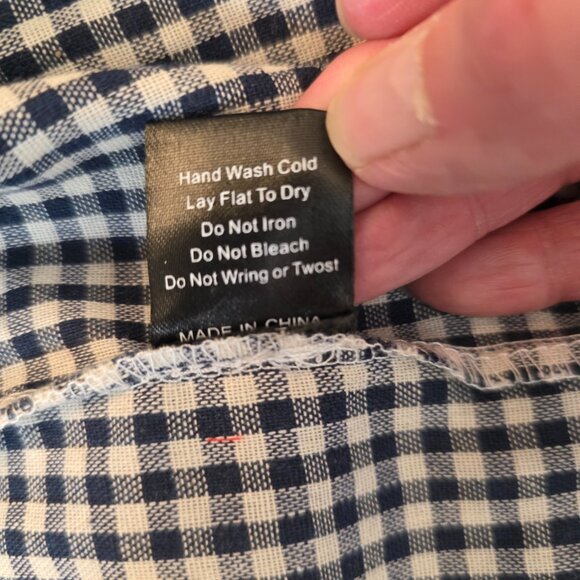 Hand Wash Cold
Lay Flat To Dry
Do Not Iron
Do Not Bleach
Do Not Wring or Twost
MADE IN CHINA